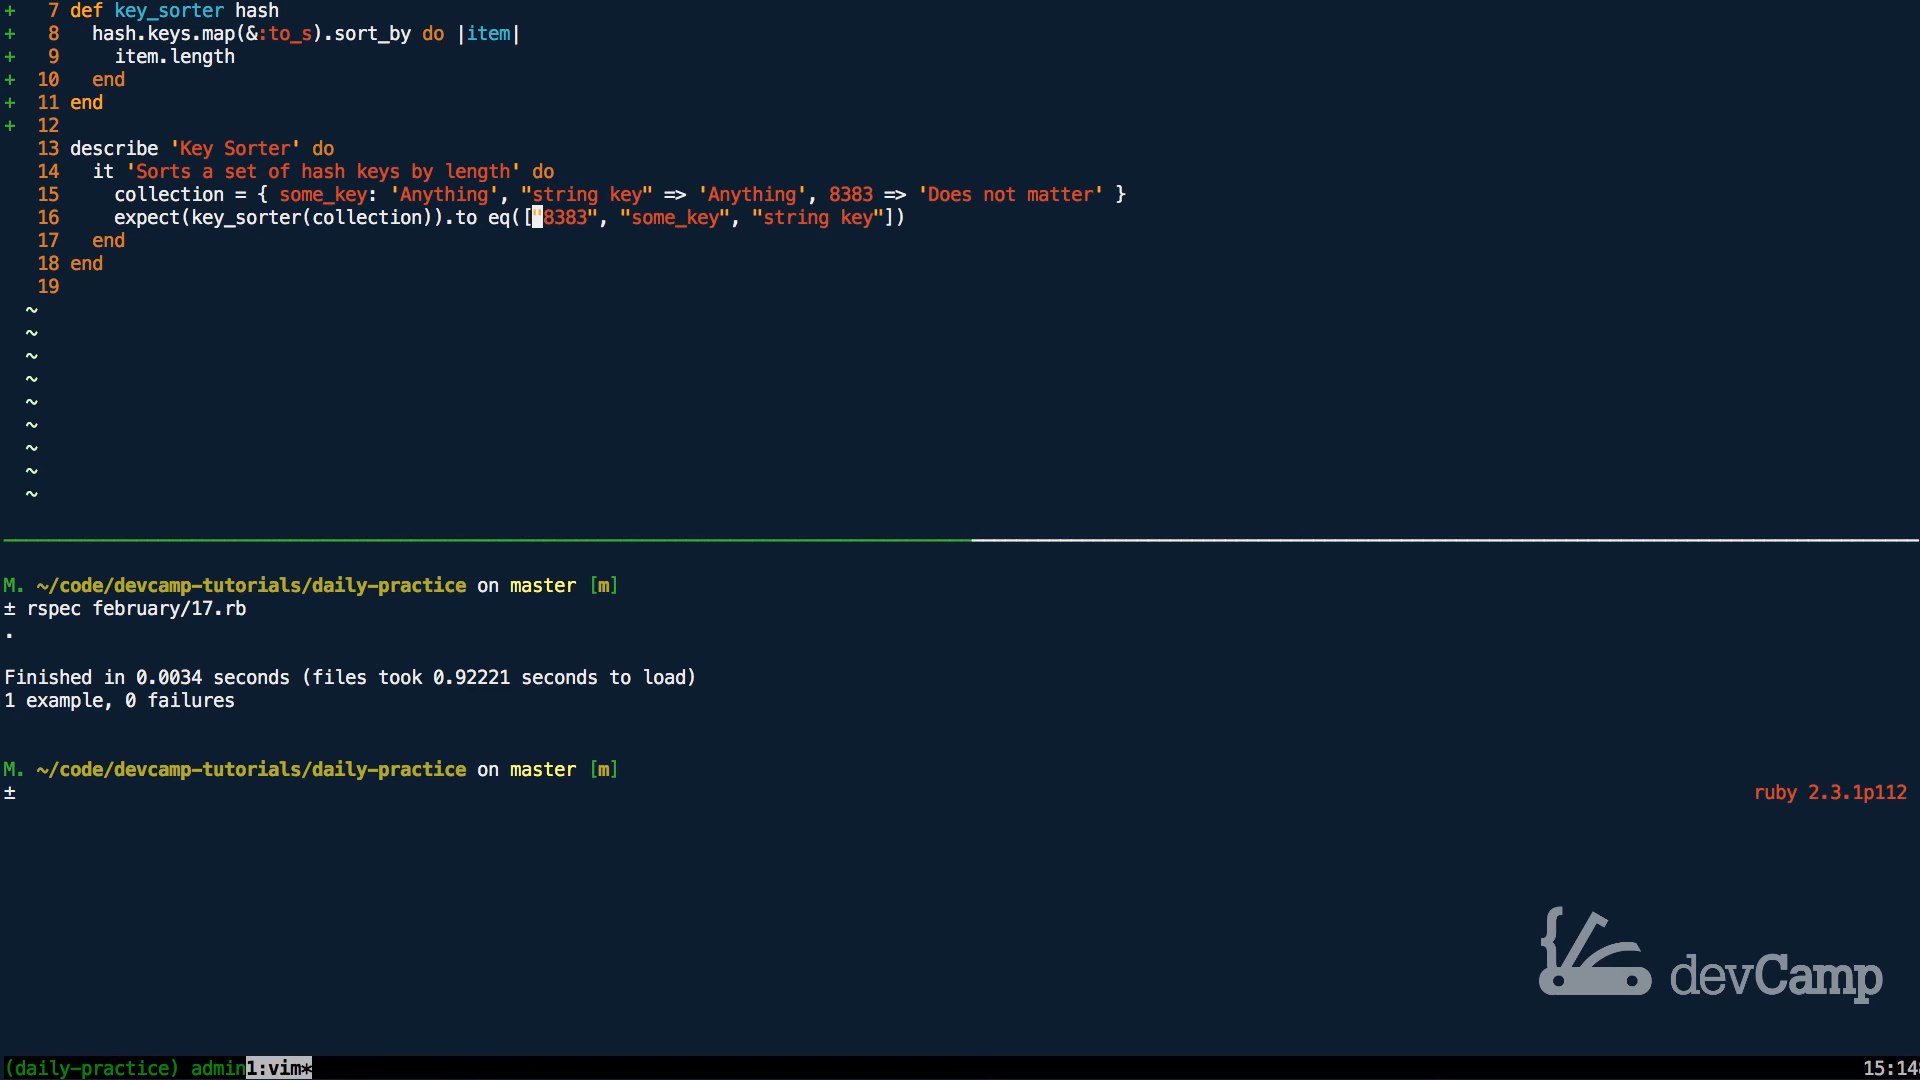 +   7 def key_sorter hash
+   8   hash.keys.map(&:to_s).sort_by do |item|
+   9     item.length
+  10   end
+  11 end
+  12
   13 describe 'Key Sorter' do
   14   it 'Sorts a set of hash keys by length' do
   15     collection = { some_key: 'Anything', "string key" => 'Anything', 8383 => 'Does not matter' }
   16     expect(key_sorter(collection)).to eq(["8383", "some_key", "string key"])
   17   end
   18 end
   19
~
~
~
~
~
~
~
~
~
M. ~/code/devcamp-tutorials/daily-practice on master [m]
± rspec february/17.rb
.
Finished in 0.0034 seconds (files took 0.92221 seconds to load)
1 example, 0 failures
M. ~/code/devcamp-tutorials/daily-practice on master [m]
± ruby 2.3.1p112
devCamp
(daily-practice) admin1:vim* 15:14